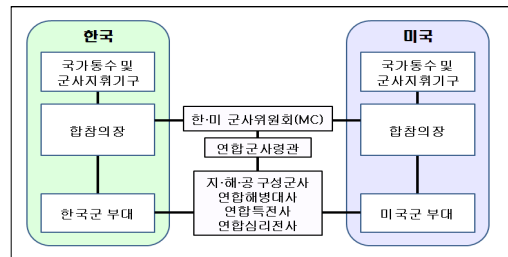 한국
국가통수 및
군사지휘기구
합참의장
한국군 부대
한·미 군사위원회(MC)
연합군사령관
지·해·공 구성군사
연합해병대사
연합특전사
연합심리전사
미국
국가통수 및
군사지휘기구
합참의장
미국군 부대